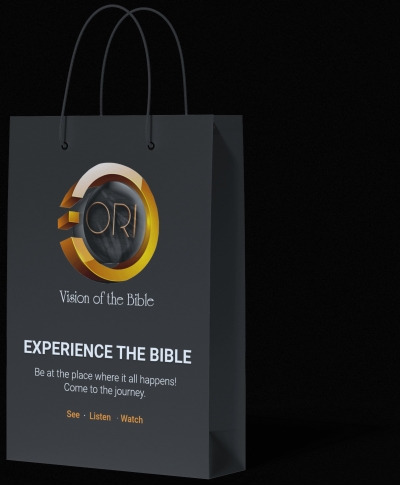 ORI
Vision of the Bible
EXPERIENCE THE BIBLE
Be at the place where it all happens!
Come to the journey.
See · Listen · Watch